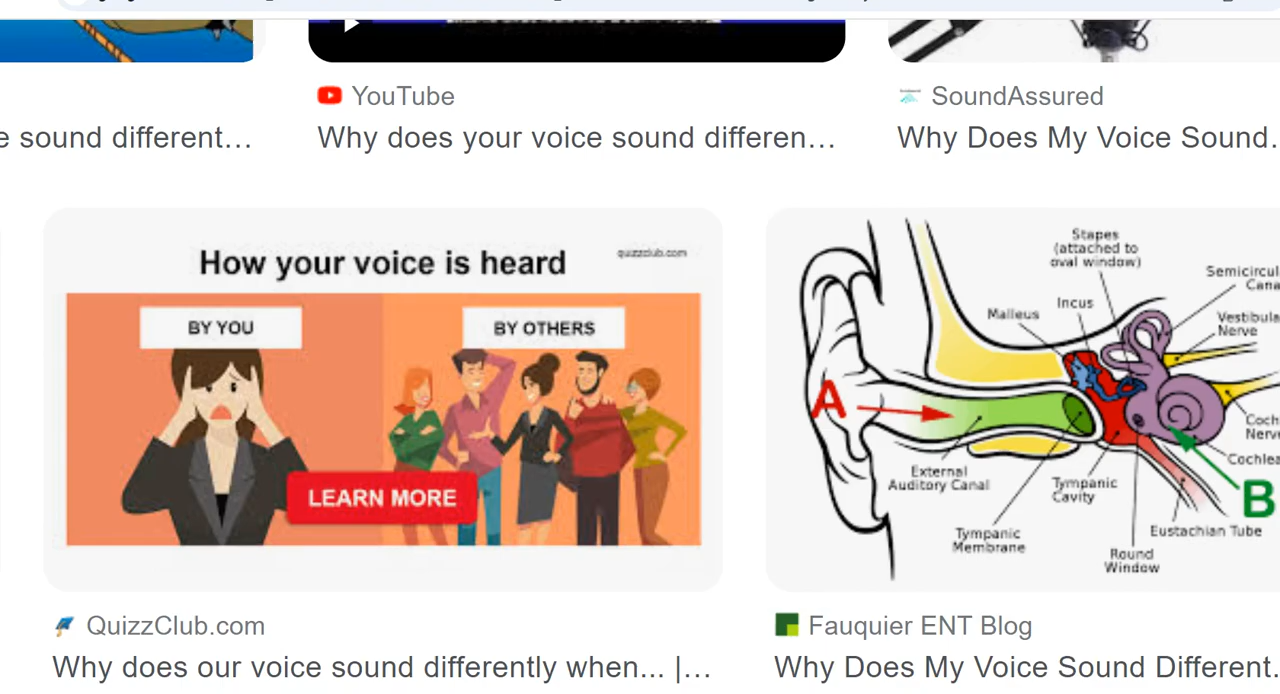 YouTube
SoundAssured
e sound different...
Why does your voice sound differen...
Why Does My Voice Sound.
How your voice is heard
quizzclub.com
BY YOU
BY OTHERS
LEARN MORE
Stapes
(attached to
oval window)
Semicircul
Cana
Incus
Malleus
Vestibula
Nerve
A
Coch
Nerv
Cochlea
External
Auditory Canal
Tympanic
Cavity
B
Eustachian Tube
Tympanic
Membrane
Round
Window
QuizzClub.com
Fauquier ENT Blog
Why does our voice sound differently when... |...
Why Does My Voice Sound Different.